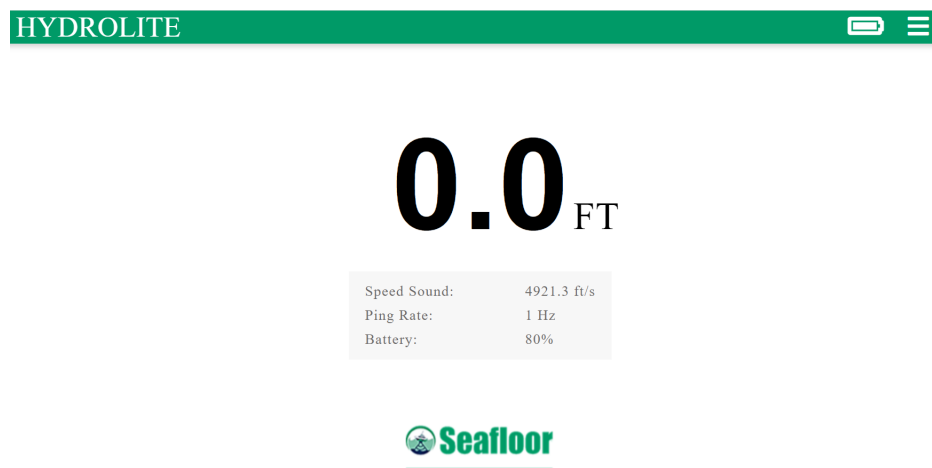 HYDROLITE
0.0 FT
Speed Sound: 4921.3 ft/s
Ping Rate: 1 Hz
Battery: 80%
Seafloor